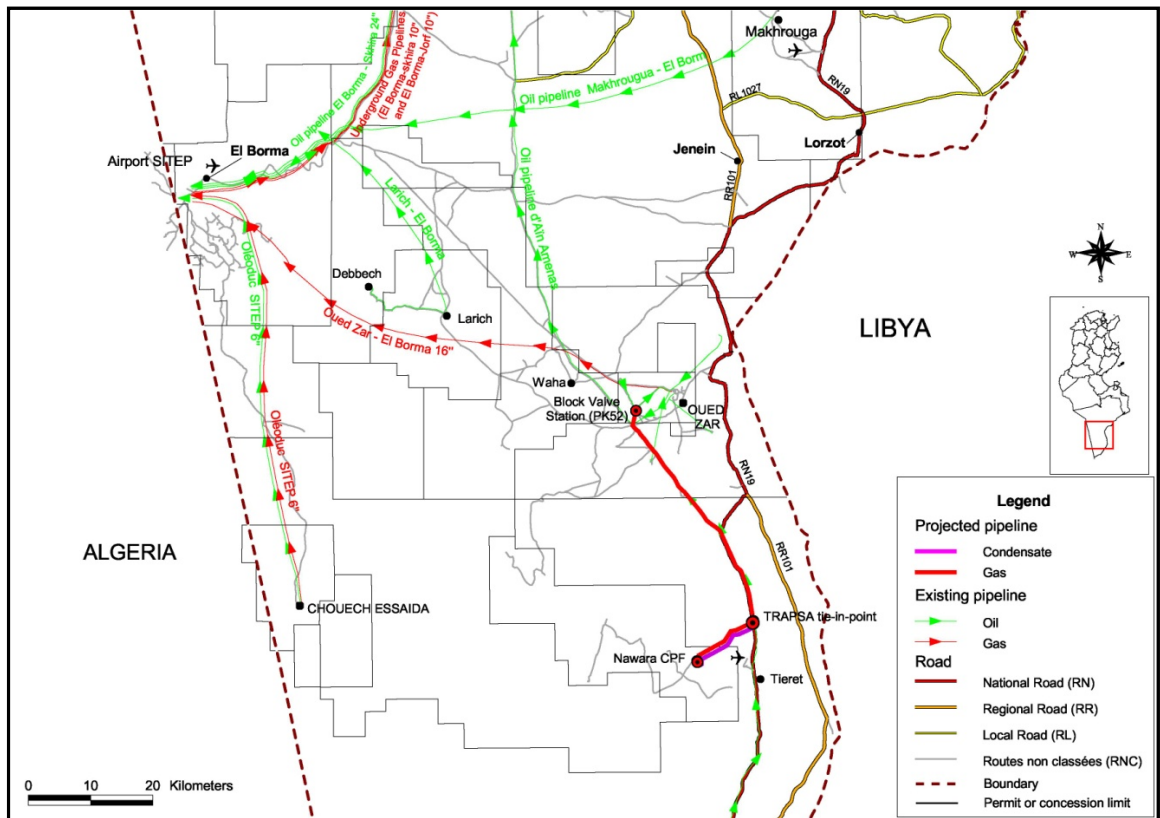 Makhrouga
RN19
RL1027
Oil pipeline El Borma - Skhira 24"
Underground Gas Pipelines
(El Borma-skhira 10"
and El Borma-Jorf 10")
Oil pipeline Makhrougua - El Borm
Airport SITEP
El Borma
Jenein
Lorzot
RR101
Larich - El Borma
Oil pipeline d'Ain Amenas
Oléoduc SITEP 6"
Debbech
Larich
Oued Zar - El Borma 16"
LIBYA
N
W
E
S
Waha
Block Valve
Station (PK52)
OUED
ZAR
Oléoduc SITEP 6"
RN19
RR101
ALGERIA
CHOUECH ESSAIDA
TRAPSA tie-in-point
Nawara CPF
Tieret
Legend
Projected pipeline
Condensate
Gas
Existing pipeline
Oil
Gas
Road
National Road (RN)
Regional Road (RR)
Local Road (RL)
Routes non classées (RNC)
Boundary
Permit or concession limit
0 10 20 Kilometers